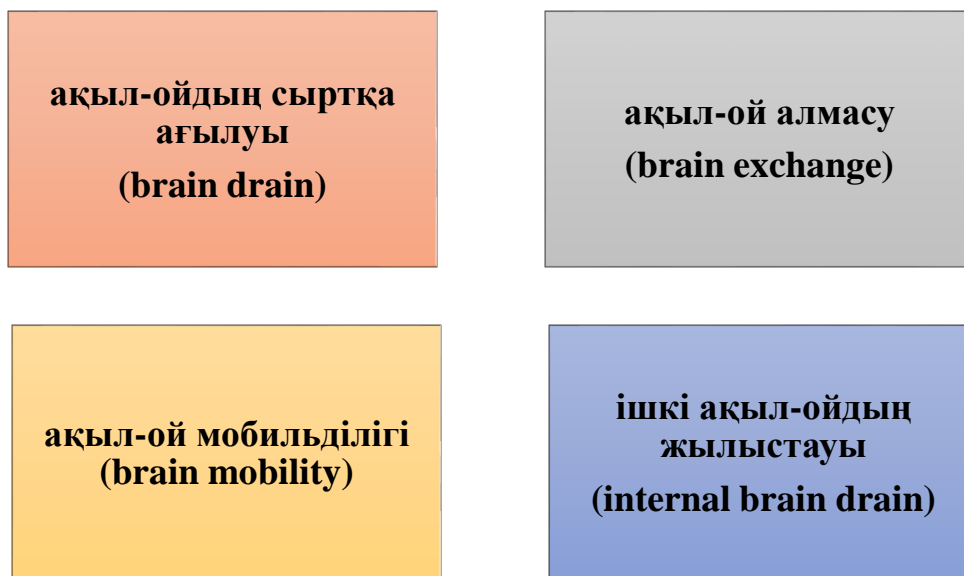 ақыл-ойдың сыртқа
ағылуы
(brain drain)
ақыл-ой алмасу
(brain exchange)
ақыл-ой мобильділігі
(brain mobility)
ішкі ақыл-ойдың
жылыстауы
(internal brain drain)